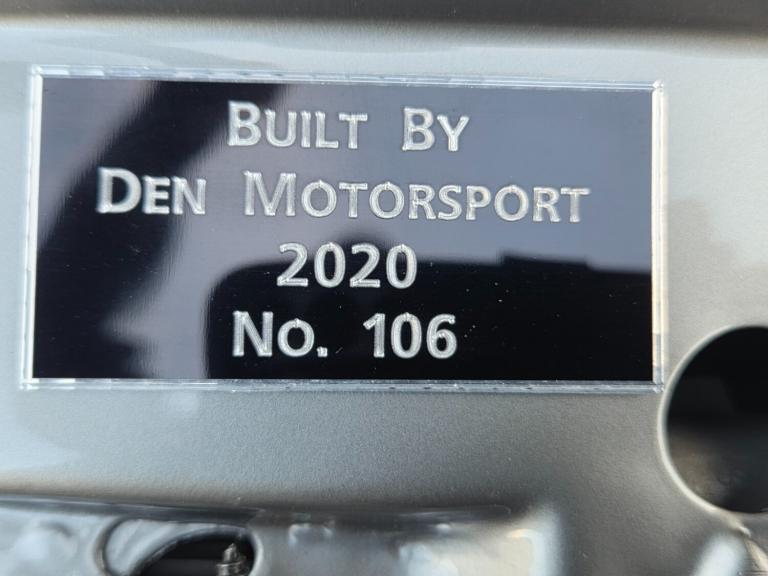 Built By
Den Motorsport
2020
No. 106